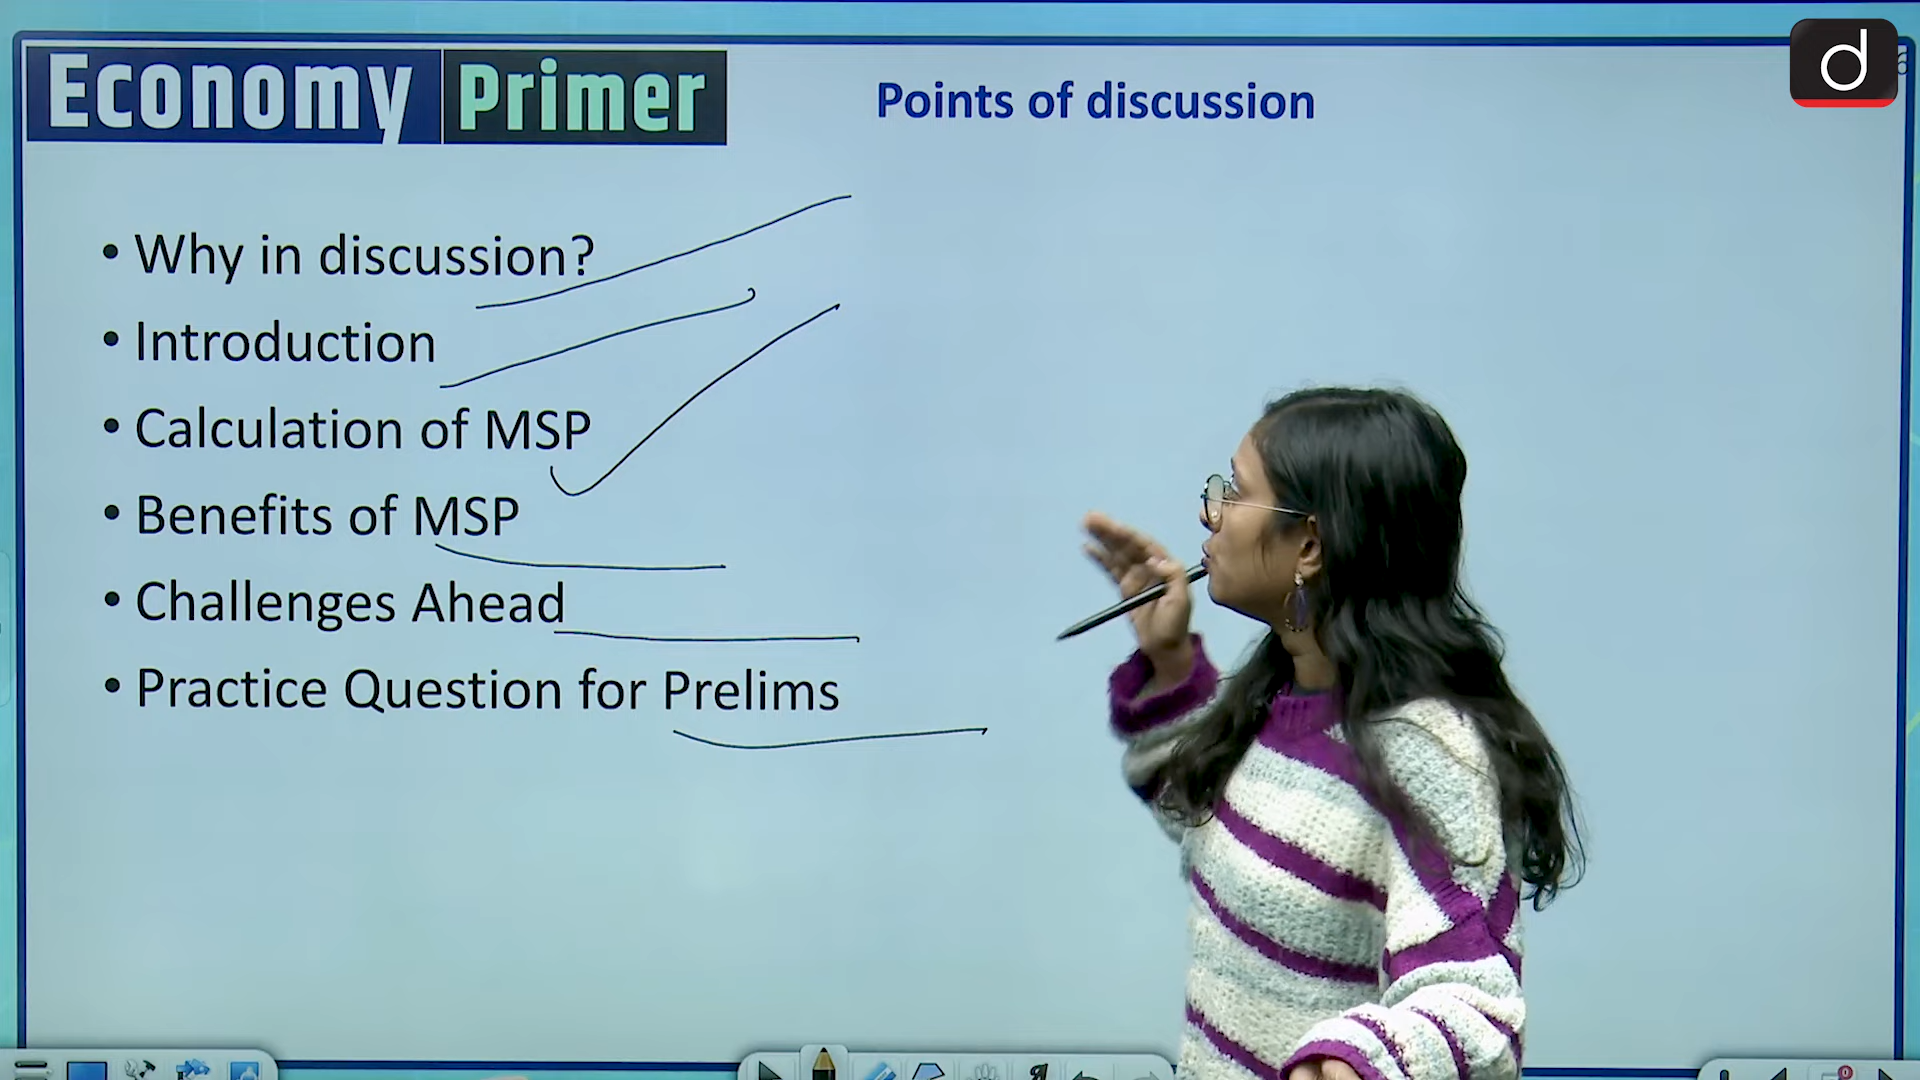 Economy Primer
Points of discussion
• Why in discussion?
• Introduction
• Calculation of MSP
• Benefits of MSP
• Challenges Ahead
• Practice Question for Prelims
d